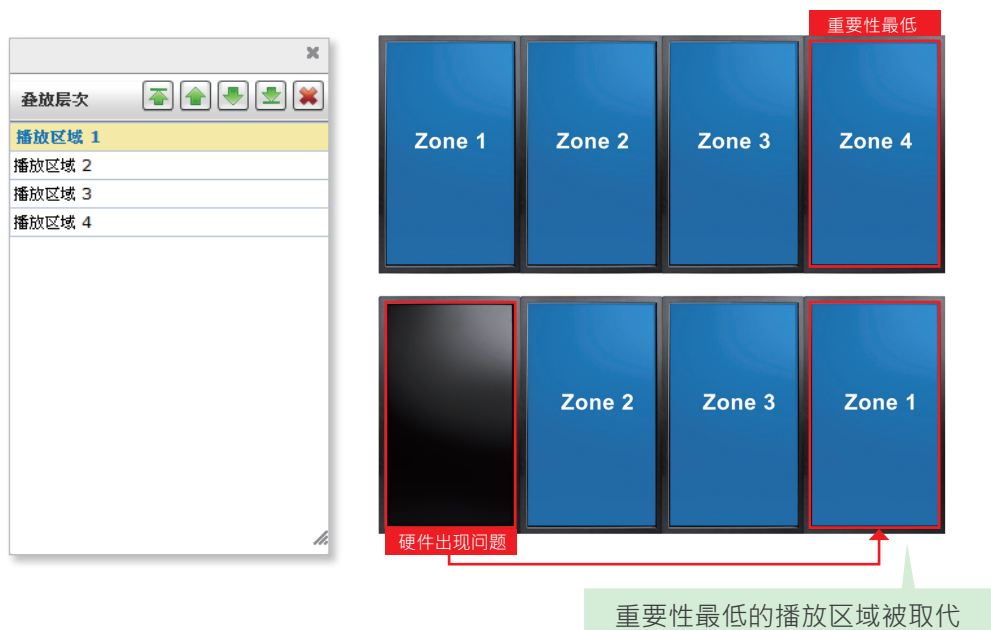 叠放层次
播放区域 1
播放区域 2
播放区域 3
播放区域 4
重要性最低
Zone 1 Zone 2 Zone 3 Zone 4
Zone 2 Zone 3 Zone 1
硬件出现问题
重要性最低的播放区域被取代